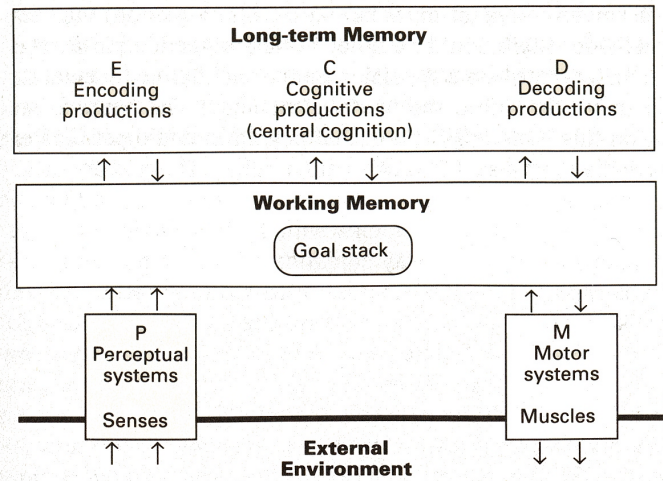 Long-term Memory
E
Encoding
productions
C
Cognitive
productions
(central cognition)
D
Decoding
productions
Working Memory
Goal stack
P
Perceptual
systems
Senses
M
Motor
systems
Muscles
External
Environment